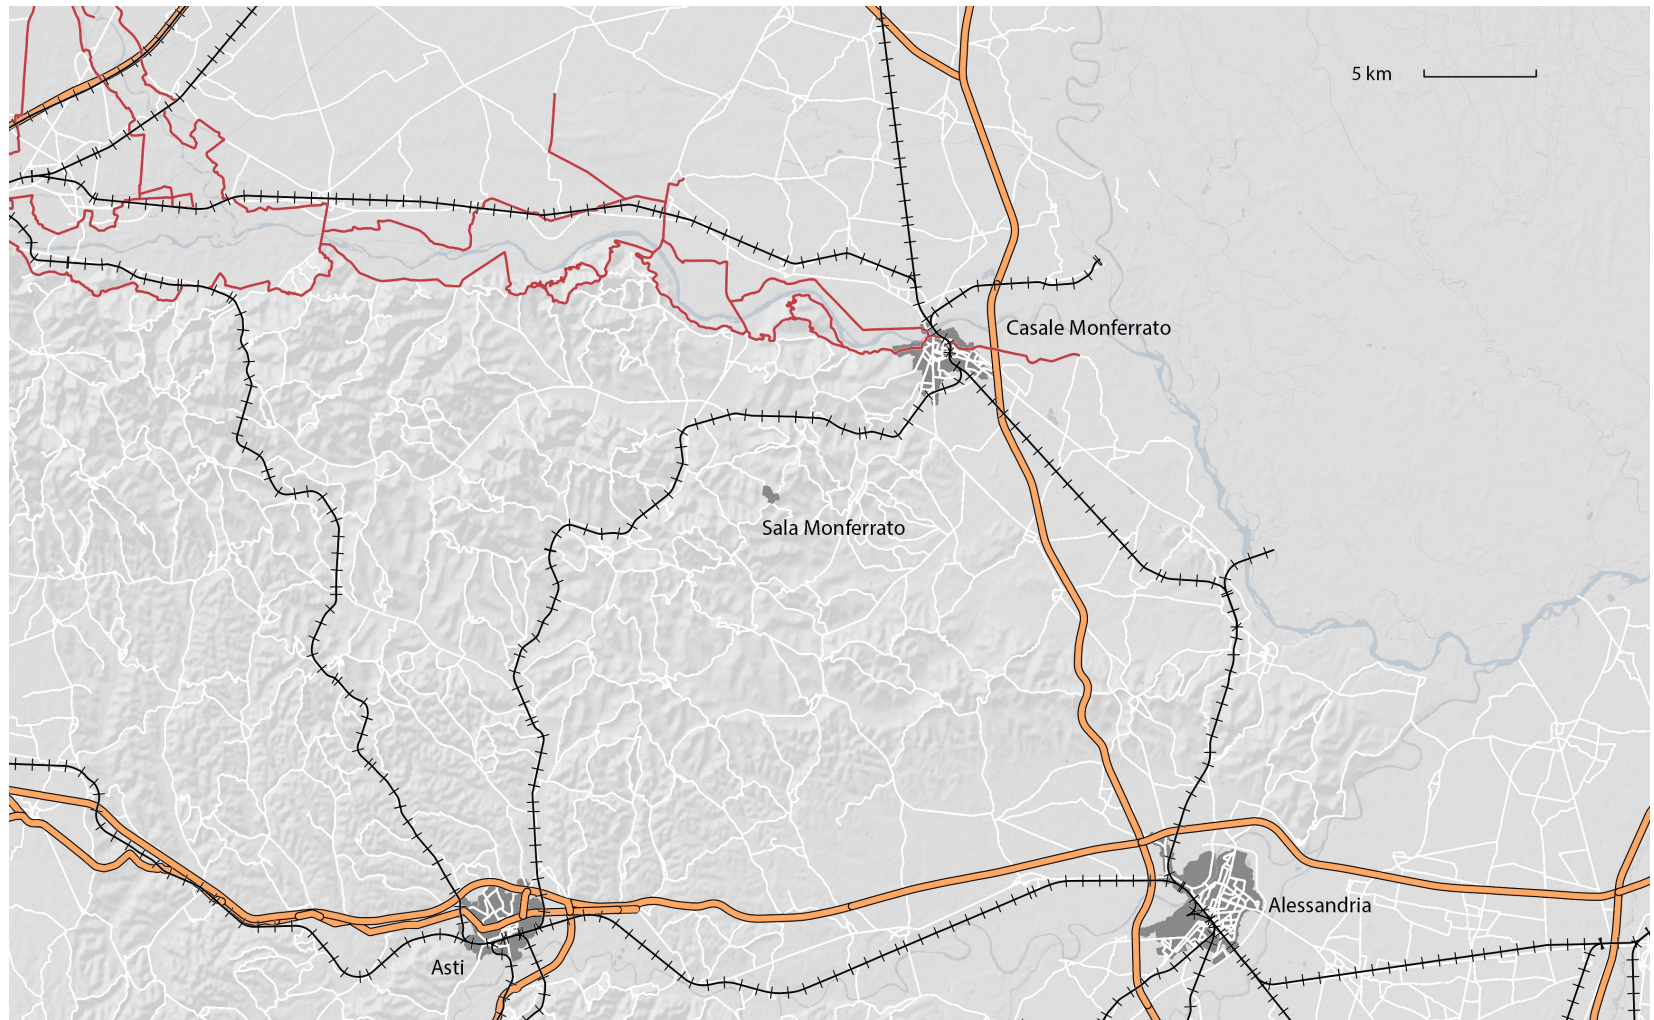 5 km
Casale Monferrato
Sala Monferrato
Alessandria
Asti